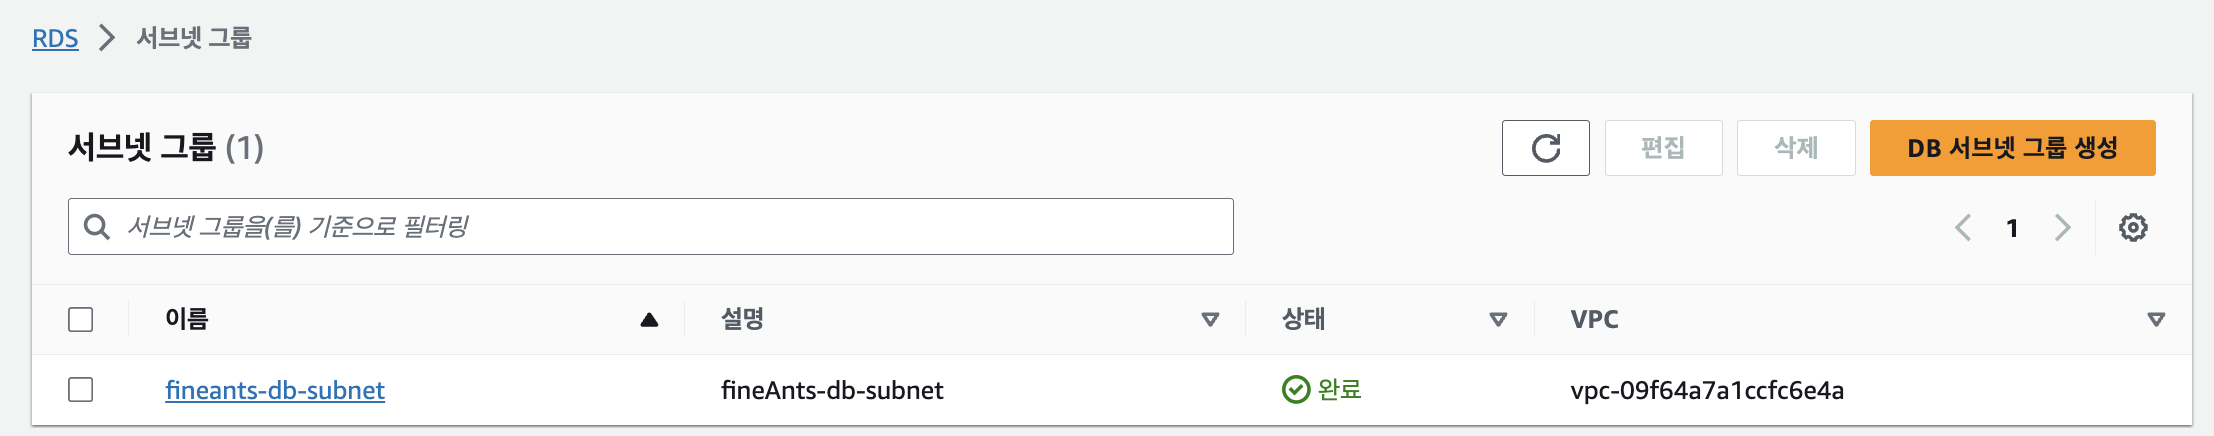 RDS > 서브넷 그룹
서브넷 그룹 (1)
편집
삭제
DB 서브넷 그룹 생성
서브넷 그룹을(를) 기준으로 필터링
1
이름 설명 상태 VPC
fineants-db-subnet fineAnts-db-subnet 완료 vpc-09f64a7a1ccfc6e4a